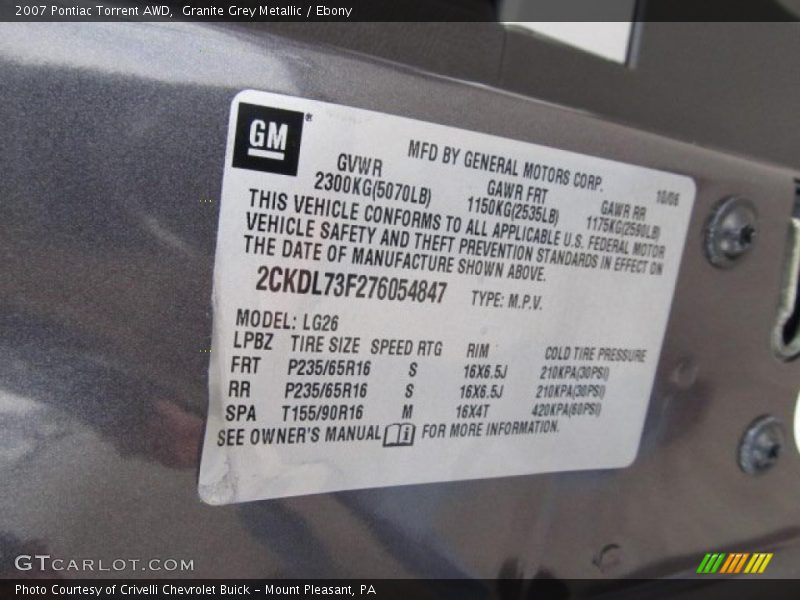 2007 Pontiac Torrent AWD,  Granite Grey Metallic / Ebony
GM®
MFD BY GENERAL MOTORS CORP. 10/06
GVWR GAWR FRT GAWR RR
2300KG(5070LB) 1150KG(2535LB) 1175KG(2590LB)
THIS VEHICLE CONFORMS TO ALL APPLICABLE U.S. FEDERAL MOTOR
VEHICLE SAFETY AND THEFT PREVENTION STANDARDS IN EFFECT ON
THE DATE OF MANUFACTURE SHOWN ABOVE.
2CKDL73F276054847 TYPE: M.P.V.
MODEL: LG26
LPBZ TIRE SIZE SPEED RTG RIM COLD TIRE PRESSURE
FRT P235/65R16 S 16X6.5J 210KPA(30PSI)
RR P235/65R16 S 16X6.5J 210KPA(30PSI)
SPA T155/90R16 M 16X4T 420KPA(60PSI)
SEE OWNER'S MANUAL FOR MORE INFORMATION.
GTCARLOT.COM
Photo Courtesy of Crivelli Chevrolet Buick – Mount Pleasant, PA